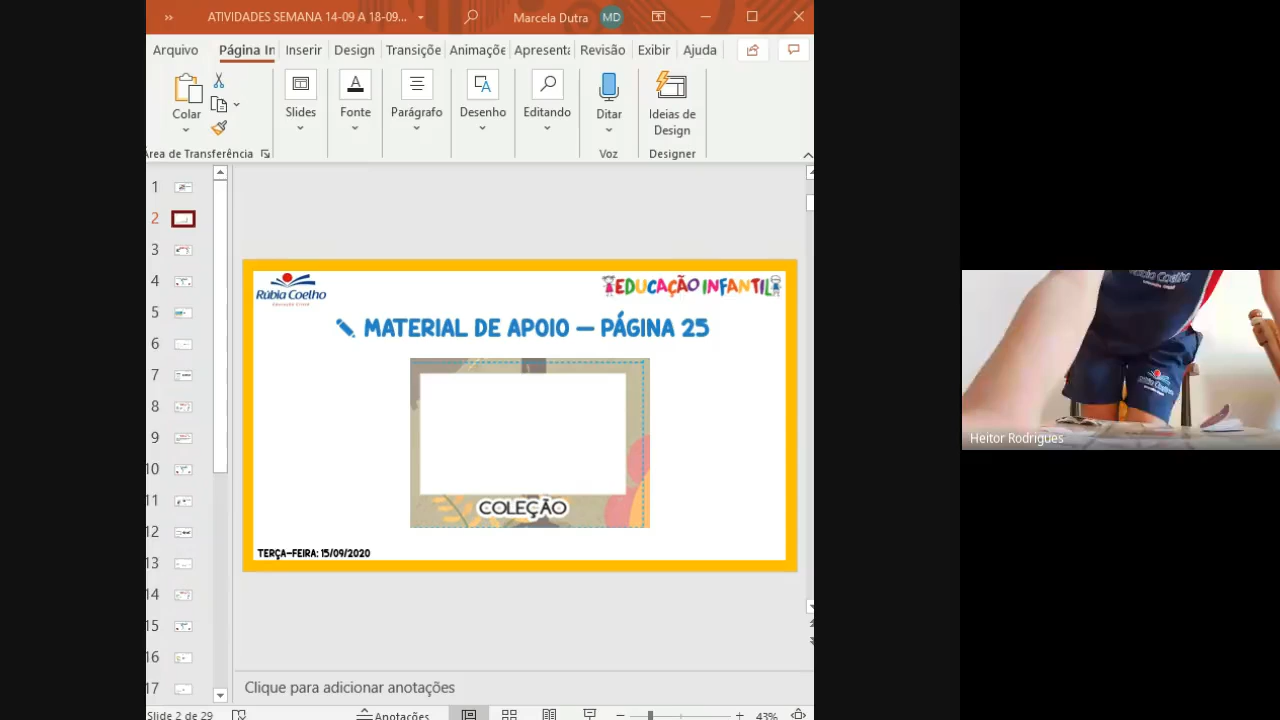 ATIVIDADES SEMANA 14-09 A 18-09...
Marcela Dutra
MD
Arquivo
Página In
Inserir
Design
Transiçõe
Animaçõe
Apresenta
Revisão
Exibir
Ajuda
Colar
Slides
Fonte
Parágrafo
Desenho
Editando
Ditar
Ideias de
Design
Área de Transferência
Voz
Designer
1
2
3
4
5
6
7
8
9
10
11
12
13
14
15
16
17
Rúbia Coelho
EDUCAÇÃO INFANTIL
MATERIAL DE APOIO – PÁGINA 25
COLEÇÃO
TERÇA-FEIRA: 15/09/2020
Rúbia Coelho
Heitor Rodrigues
Clique para adicionar anotações
Slide 2 de 29
Anotações
43%